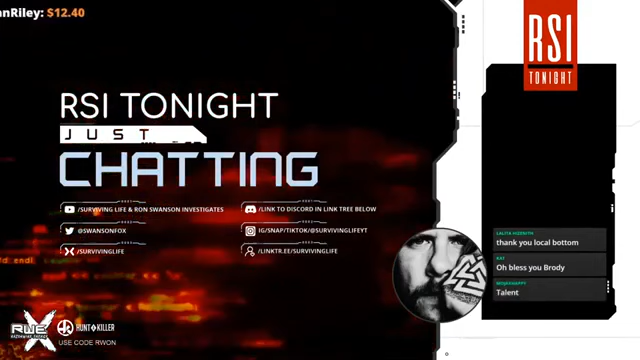 anRiley: $12.40
RSI
TONIGHT
RSI TONIGHT
JUST
CHATTING
/SURVIVING LIFE & RON SWANSON INVESTIGATES
/LINK TO DISCORD IN LINK TREE BELOW
@SWANSONFOX
IG/SNAP/TIKTOK/@SURVIVINGLIFEYT
/SURVIVINGLIFE
/LINKTR.EE/SURVIVINGLIFE
thank you local bottom
KAT
Oh bless you Brody
Talent
RWE
HUNT A KILLER
USE CODE RWON